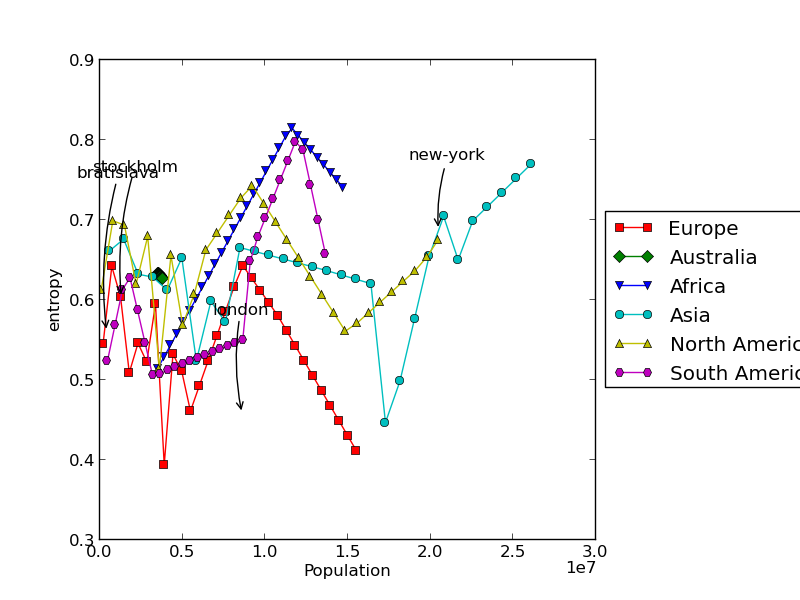 0.9
0.8
0.7
0.6
0.5
0.4
0.3
entropy
0.0
0.5
1.0
1.5
2.0
2.5
3.0
1e7
Population
stockholm
bratislava
london
new-york
Europe
Australia
Africa
Asia
North Americ
South Americ